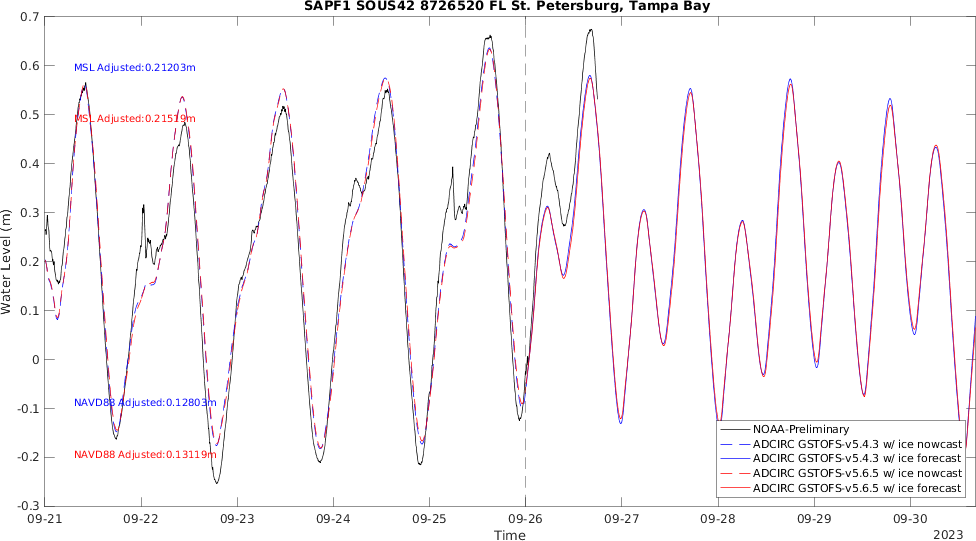 SAPF1 SOUS42 8726520 FL St. Petersburg, Tampa Bay
0.7
0.6
0.5
0.4
0.3
0.2
0.1
0
-0.1
-0.2
-0.3
Water Level (m)
MSL Adjusted:0.21203m
MSL Adjusted:0.21519m
NAVD88 Adjusted:0.12803m
NAVD88 Adjusted:0.13119m
NOAA-Preliminary
ADCIRC GSTOFS-v5.4.3 w/ ice nowcast
ADCIRC GSTOFS-v5.4.3 w/ ice forecast
ADCIRC GSTOFS-v5.6.5 w/ ice nowcast
ADCIRC GSTOFS-v5.6.5 w/ ice forecast
09-21 09-22 09-23 09-24 09-25 09-26 09-27 09-28 09-29 09-30
Time
2023